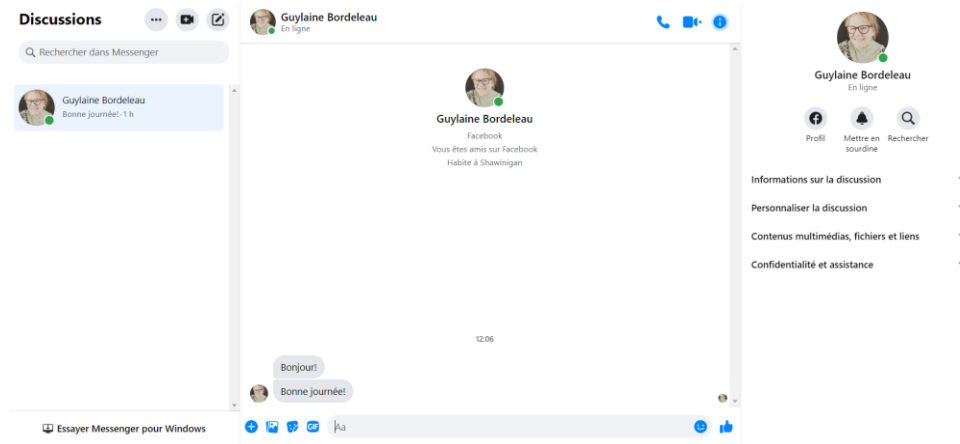 Discussions
Rechercher dans Messenger
Guylaine Bordeleau
Bonne journée! · 1 h
Essayer Messenger pour Windows
Guylaine Bordeleau
En ligne
Guylaine Bordeleau
Facebook
Vous êtes amis sur Facebook
Habite à Shawinigan
12:06
Bonjour!
Bonne journée!
GIF
Aa
Guylaine Bordeleau
En ligne
Profil
Mettre en
sourdine
Rechercher
Informations sur la discussion
Personnaliser la discussion
Contenus multimédias, fichiers et liens
Confidentialité et assistance